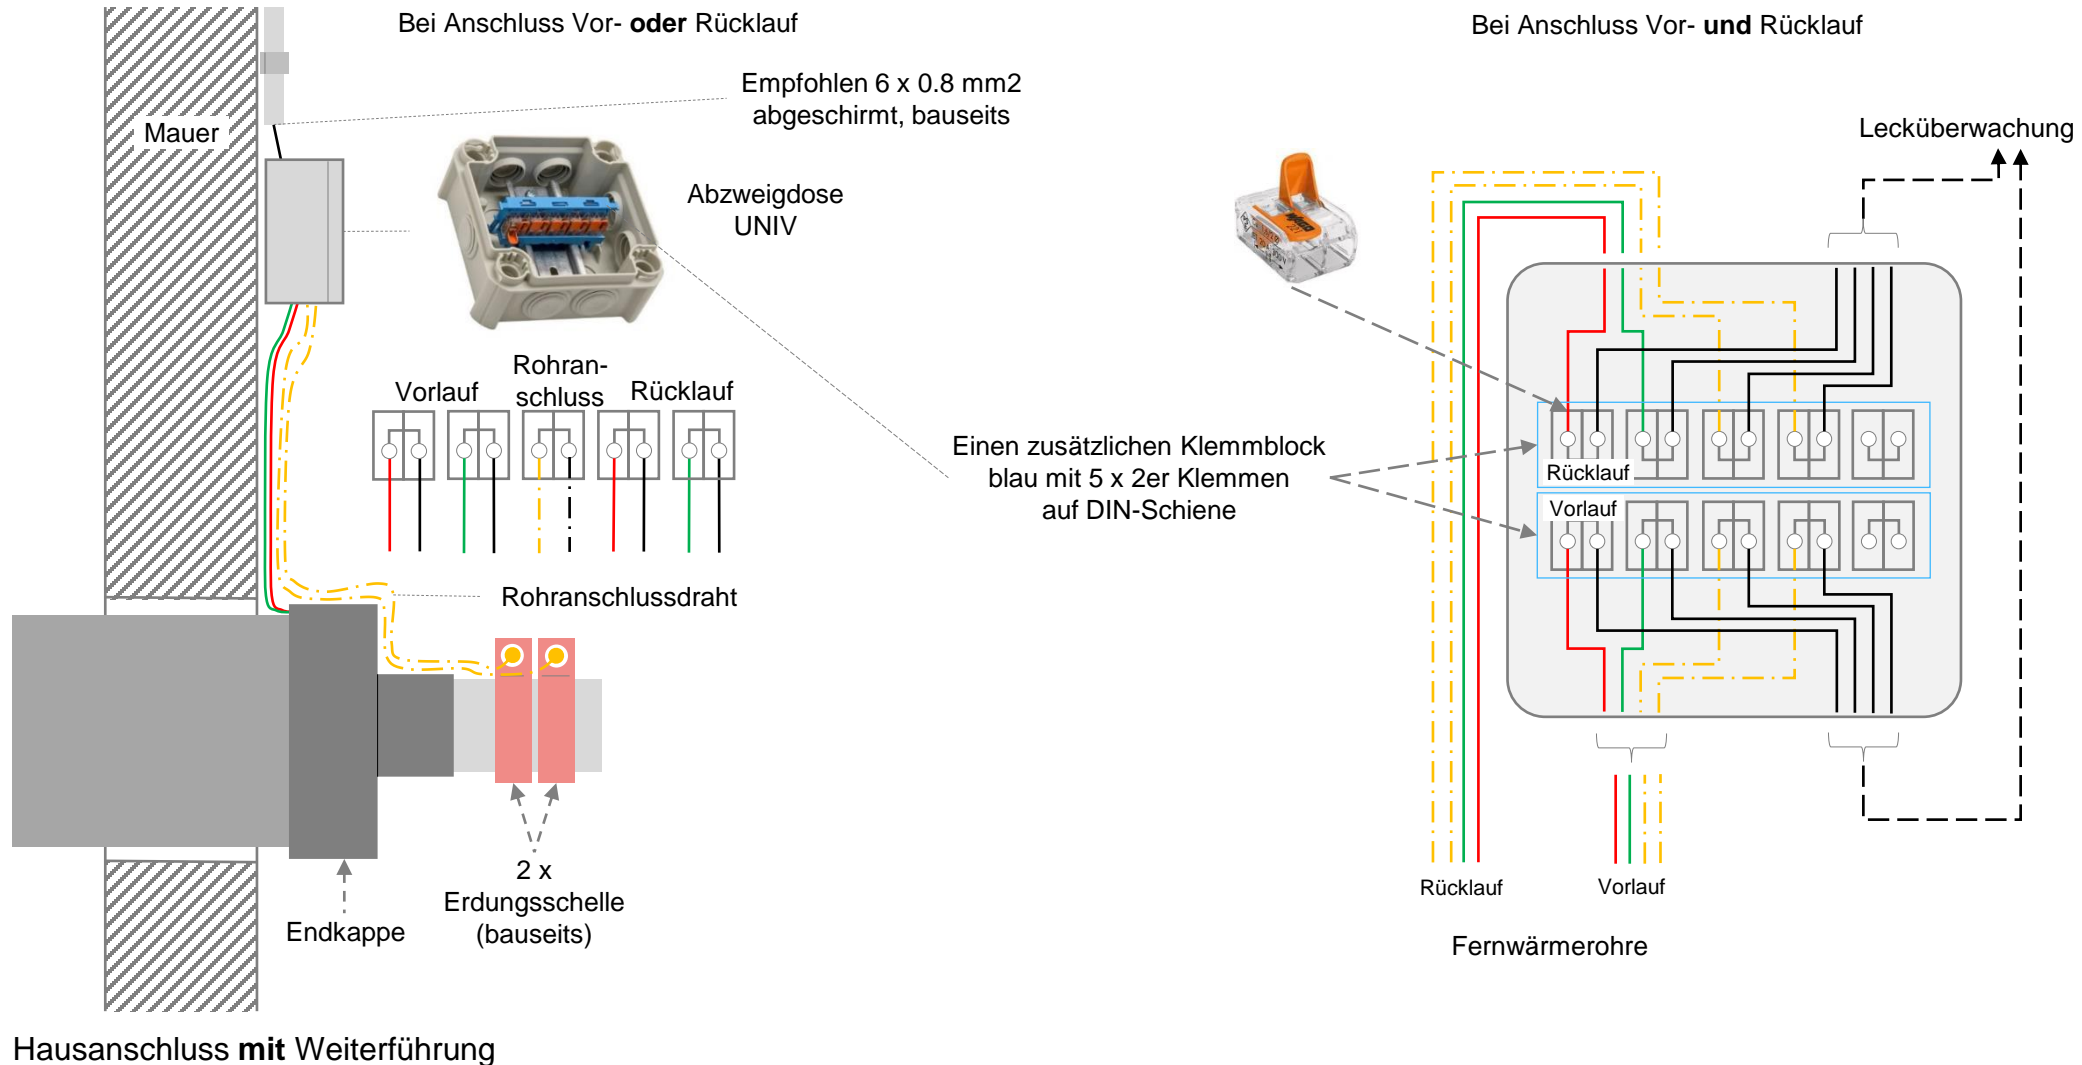 Bei Anschluss Vor- oder Rücklauf
Bei Anschluss Vor- und Rücklauf
Empfohlen 6 x 0.8 mm2
abgeschirmt, bauseits
Mauer
Lecküberwachung
Abzweigdose
UNIV
221
Vorlauf
Rohran-
schluss
Rücklauf
Einen zusätzlichen Klemmblock
blau mit 5 x 2er Klemmen
auf DIN-Schiene
Rücklauf
Vorlauf
Rohranschlussdraht
2 x
Erdungsschelle
(bauseits)
Endkappe
Rücklauf
Vorlauf
Fernwärmerohre
Hausanschluss mit Weiterführung